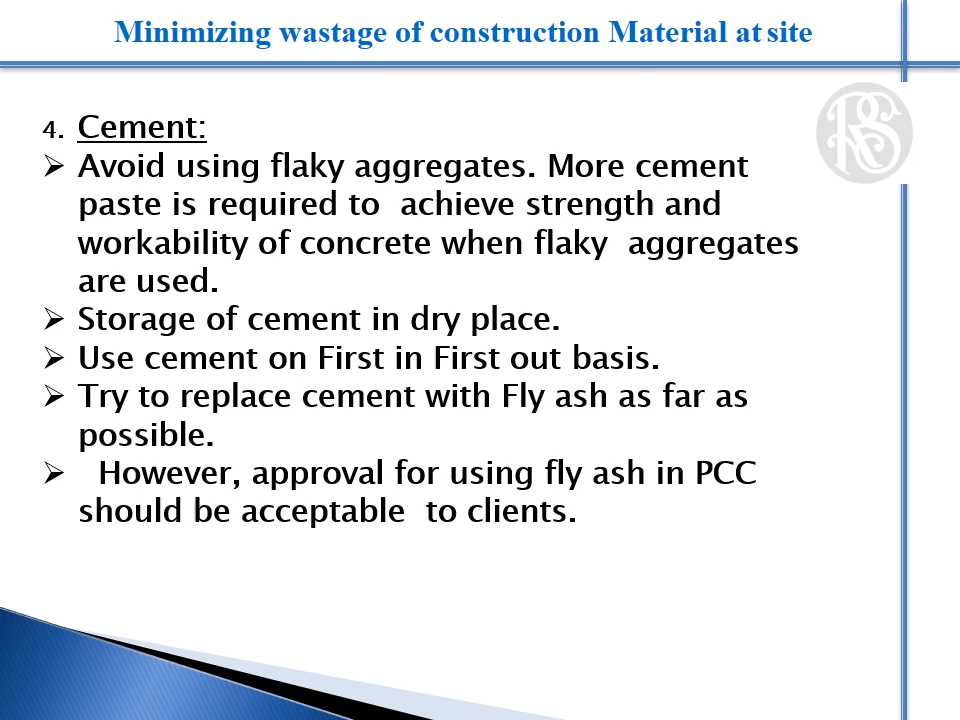 Minimizing wastage of construction Material at site
4. Cement:
➢ Avoid using flaky aggregates. More cement
paste is required to achieve strength and
workability of concrete when flaky aggregates
are used.
➢ Storage of cement in dry place.
➢ Use cement on First in First out basis.
➢ Try to replace cement with Fly ash as far as
possible.
➢ However, approval for using fly ash in PCC
should be acceptable to clients.